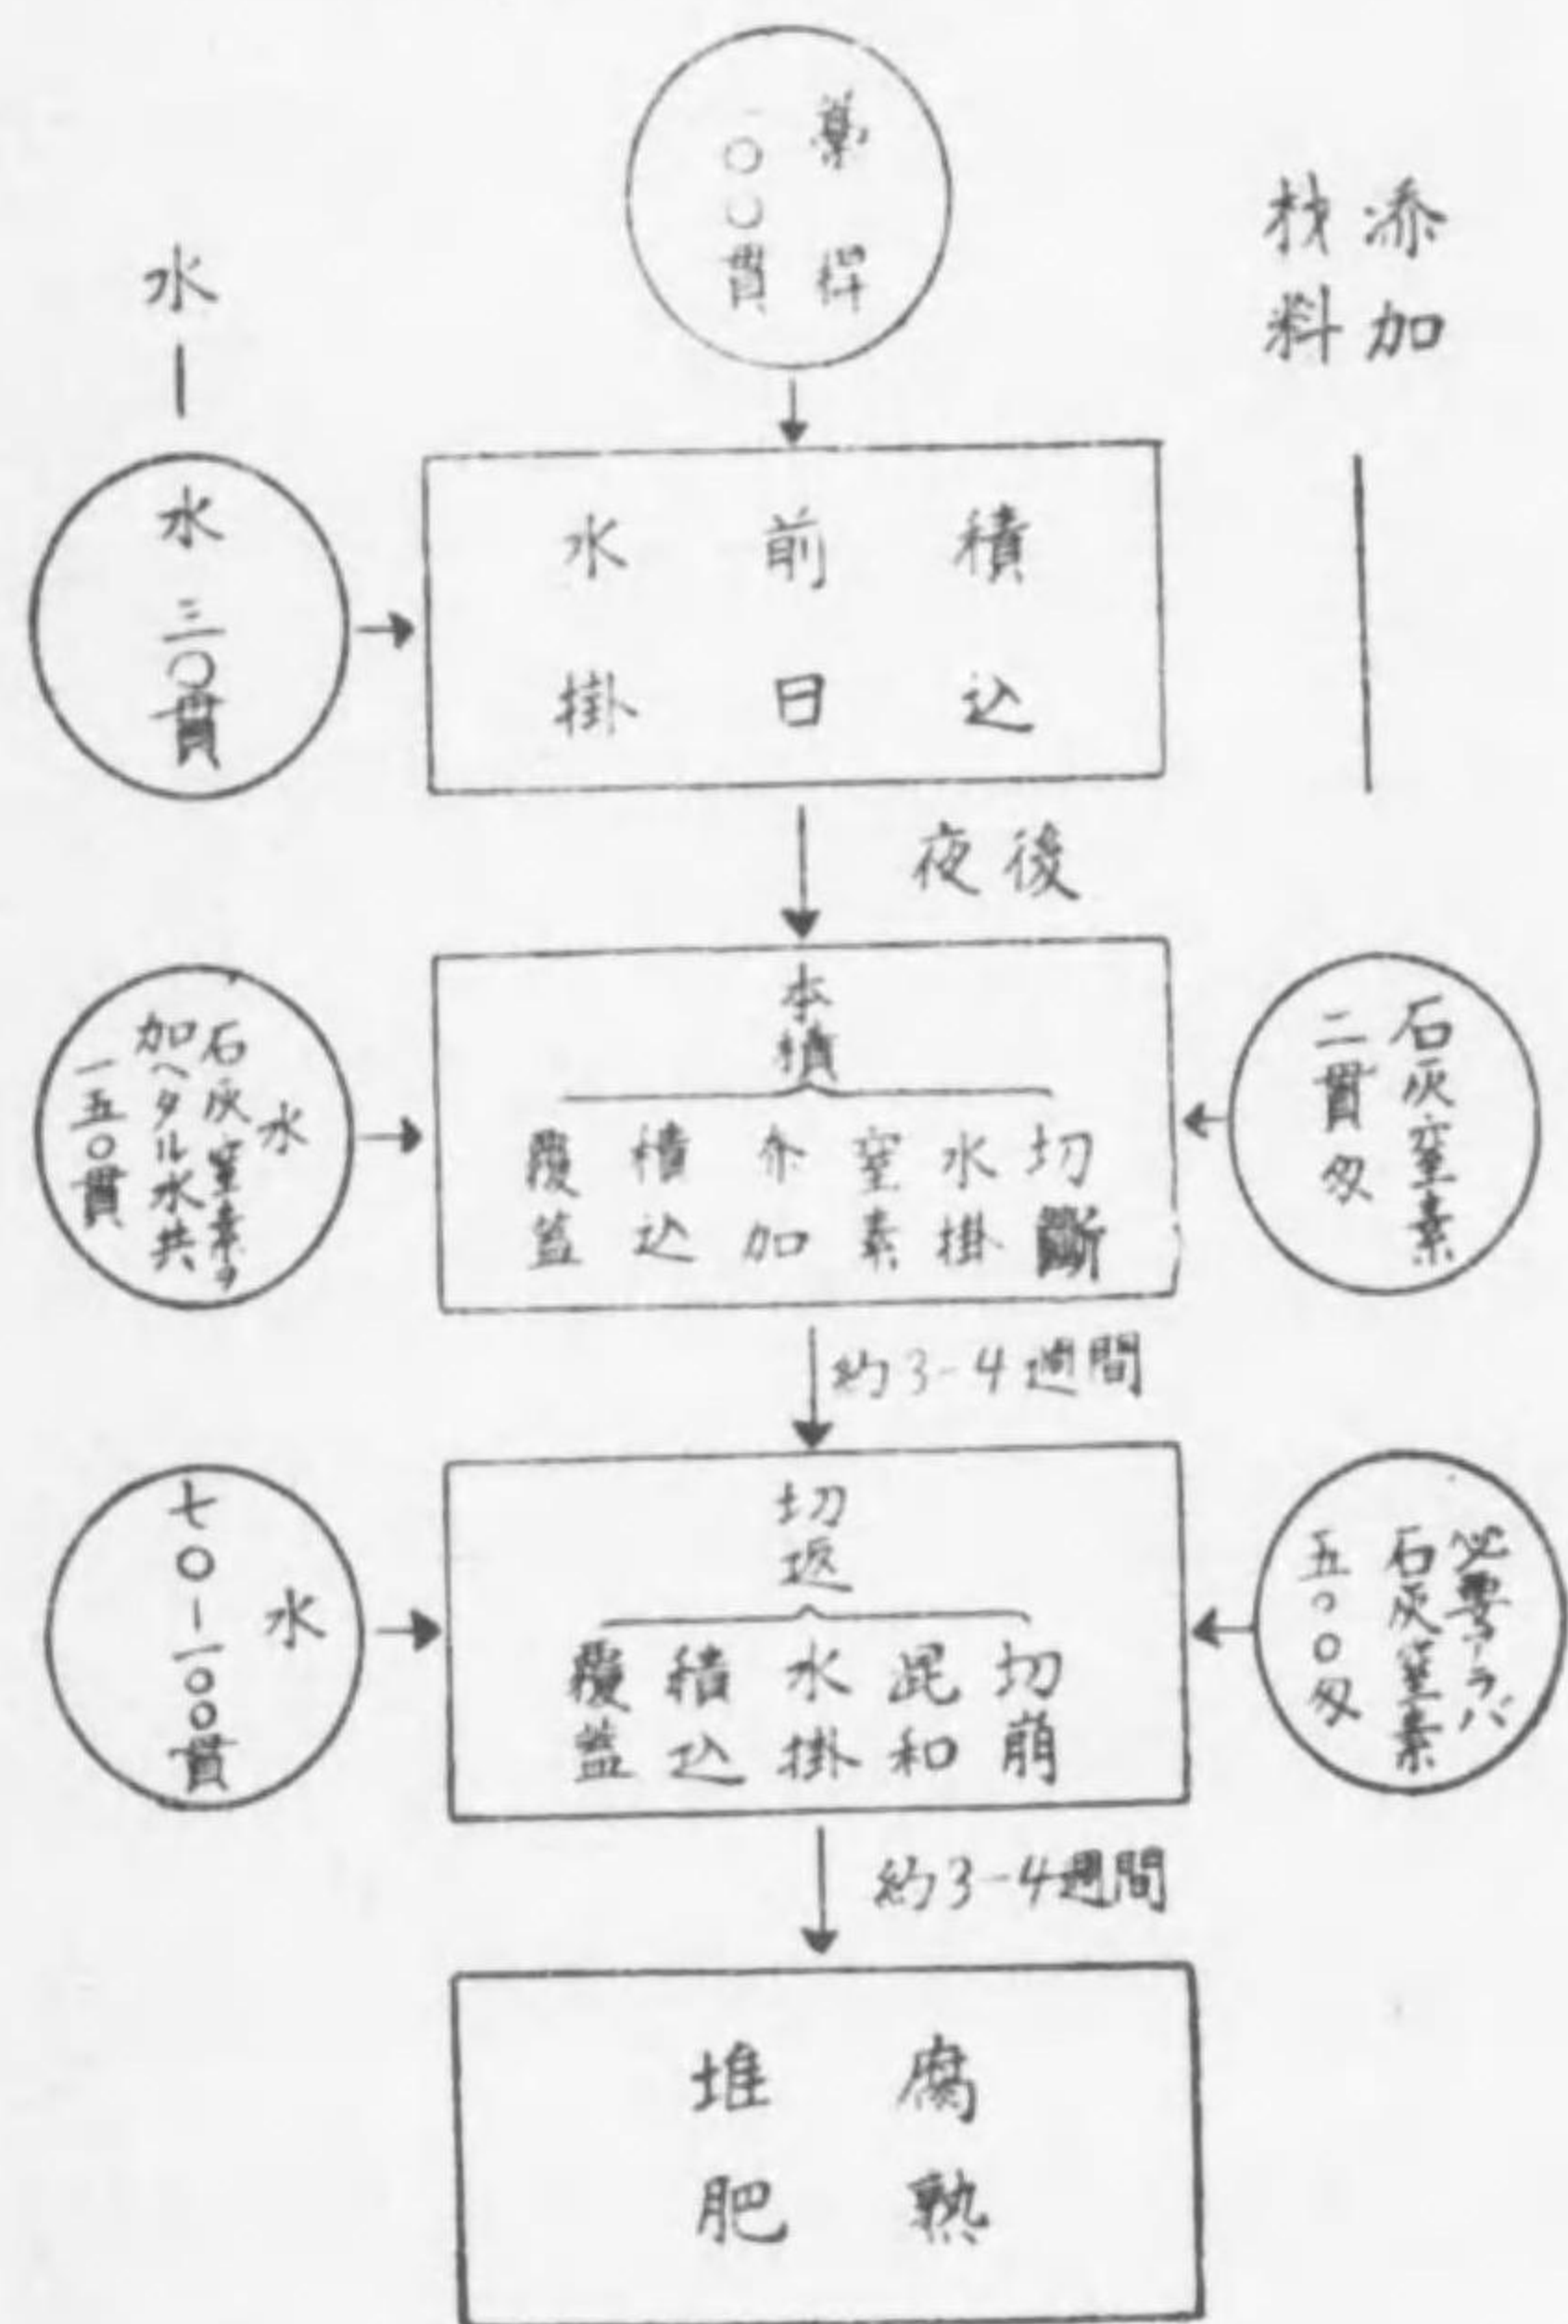 添加
材料
藁稈
一〇〇貫
水
水 三〇貫
積込
前日
水掛
夜後
石灰窒素
二貫匁
本積
切斷
水掛
窒素
添加
積込
覆蓋
水
石灰窒素ヲ
加ヘタル水共
一五〇貫
約3-4週間
必要アラバ
石灰窒素
五〇〇匁
切返
切崩
混和
水掛
積込
覆蓋
水
七〇-一〇〇貫
約3-4週間
腐熟
堆肥